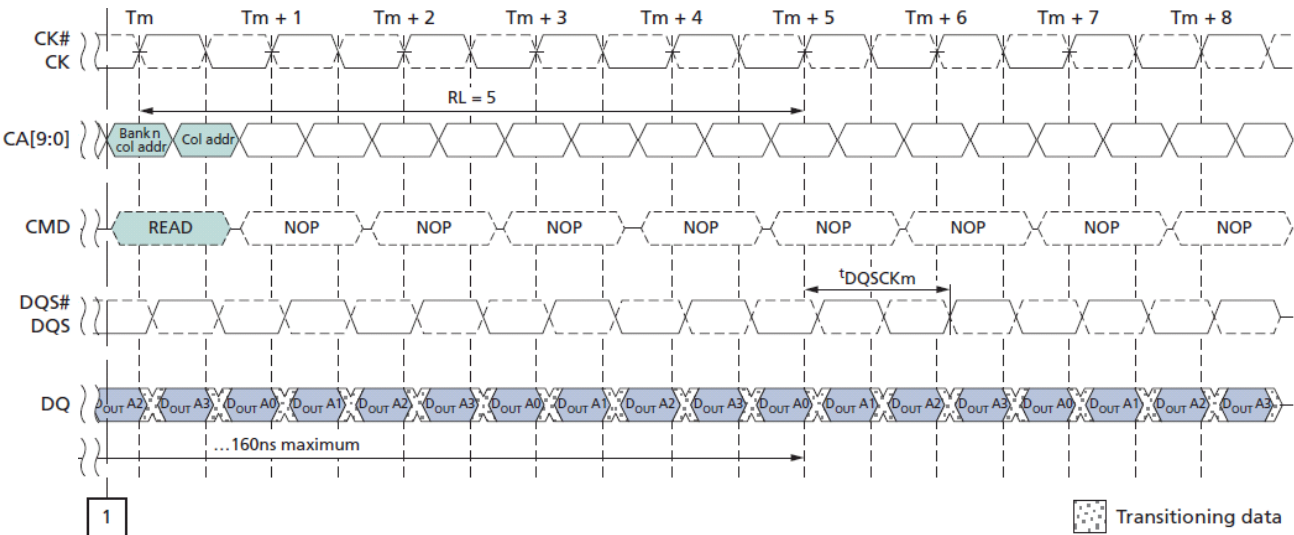 Tm Tm + 1 Tm + 2 Tm + 3 Tm + 4 Tm + 5 Tm + 6 Tm + 7 Tm + 8
CK#
CK
RL = 5
CA[9:0] Bank n col addr Col addr
CMD READ NOP NOP NOP NOP NOP NOP NOP NOP
tDQSCKm
DQS#
DQS
DQ DOUT A2 DOUT A3 DOUT A0 DOUT A1 DOUT A2 DOUT A3 DOUT A0 DOUT A1 DOUT A2 DOUT A3 DOUT A0 DOUT A1 DOUT A2 DOUT A3 DOUT A0 DOUT A1 DOUT A2 DOUT A3
...160ns maximum
1 Transitioning data